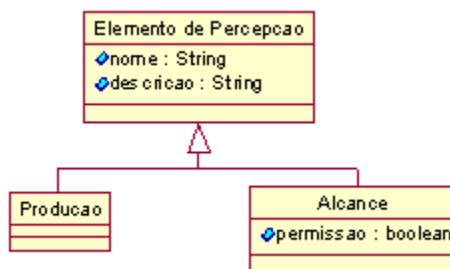 Elemento de Percepcao
nome : String
descricao : String
Producao
Alcance
permissao : boolean